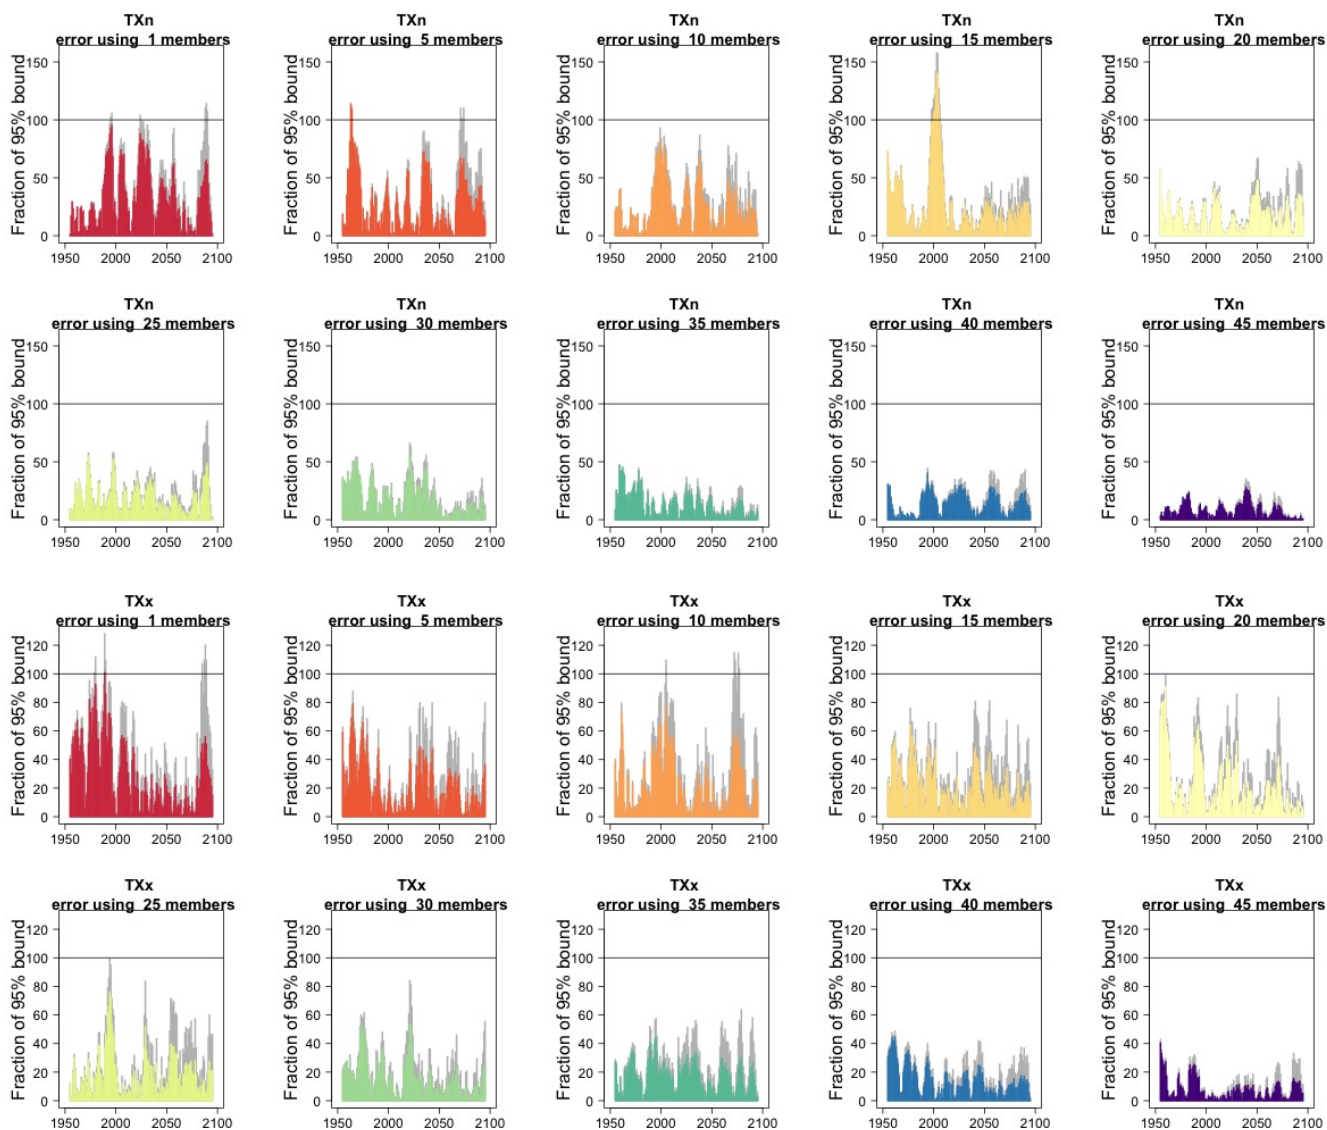 TXn TXn TXn TXn TXn
error using  1 members error using  5 members error using  10 members error using  15 members error using  20 members
Fraction of 95% bound Fraction of 95% bound Fraction of 95% bound Fraction of 95% bound Fraction of 95% bound
150 150 150 150 150
100 100 100 100 100
50 50 50 50 50
0 0 0 0 0
1950 2000 2050 2100 1950 2000 2050 2100 1950 2000 2050 2100 1950 2000 2050 2100 1950 2000 2050 2100
TXn TXn TXn TXn TXn
error using  25 members error using  30 members error using  35 members error using  40 members error using  45 members
Fraction of 95% bound Fraction of 95% bound Fraction of 95% bound Fraction of 95% bound Fraction of 95% bound
150 150 150 150 150
100 100 100 100 100
50 50 50 50 50
0 0 0 0 0
1950 2000 2050 2100 1950 2000 2050 2100 1950 2000 2050 2100 1950 2000 2050 2100 1950 2000 2050 2100
TXx TXx TXx TXx TXx
error using  1 members error using  5 members error using  10 members error using  15 members error using  20 members
Fraction of 95% bound Fraction of 95% bound Fraction of 95% bound Fraction of 95% bound Fraction of 95% bound
120 120 120 120 120
100 100 100 100 100
80 80 80 80 80
60 60 60 60 60
40 40 40 40 40
20 20 20 20 20
0 0 0 0 0
1950 2000 2050 2100 1950 2000 2050 2100 1950 2000 2050 2100 1950 2000 2050 2100 1950 2000 2050 2100
TXx TXx TXx TXx TXx
error using  25 members error using  30 members error using  35 members error using  40 members error using  45 members
Fraction of 95% bound Fraction of 95% bound Fraction of 95% bound Fraction of 95% bound Fraction of 95% bound
120 120 120 120 120
100 100 100 100 100
80 80 80 80 80
60 60 60 60 60
40 40 40 40 40
20 20 20 20 20
0 0 0 0 0
1950 2000 2050 2100 1950 2000 2050 2100 1950 2000 2050 2100 1950 2000 2050 2100 1950 2000 2050 2100